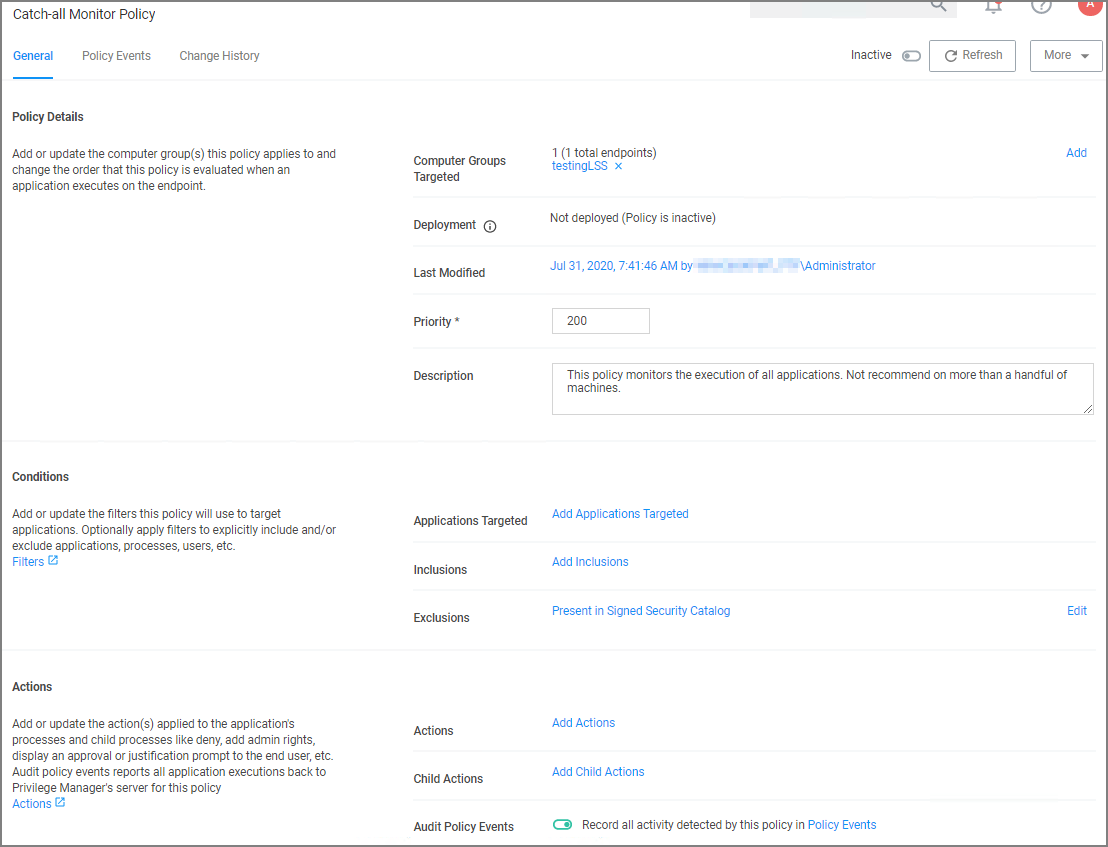 Catch-all Monitor Policy
A
General Policy Events Change History
Inactive Refresh More
Policy Details
Add or update the computer group(s) this policy applies to and
change the order that this policy is evaluated when an
application executes on the endpoint.
Computer Groups
Targeted
1 (1 total endpoints)
testingLSS ×
Add
Deployment
Not deployed (Policy is inactive)
Last Modified
Jul 31, 2020, 7:41:46 AM by \Administrator
Priority *
200
Description
This policy monitors the execution of all applications. Not recommend on more than a handful of
machines.
Conditions
Add or update the filters this policy will use to target
applications. Optionally apply filters to explicitly include and/or
exclude applications, processes, users, etc.
Filters
Applications Targeted
Add Applications Targeted
Inclusions
Add Inclusions
Exclusions
Present in Signed Security Catalog
Edit
Actions
Add or update the action(s) applied to the application's
processes and child processes like deny, add admin rights,
display an approval or justification prompt to the end user, etc.
Audit policy events reports all application executions back to
Privilege Manager's server for this policy
Actions
Actions
Add Actions
Child Actions
Add Child Actions
Audit Policy Events
Record all activity detected by this policy in Policy Events